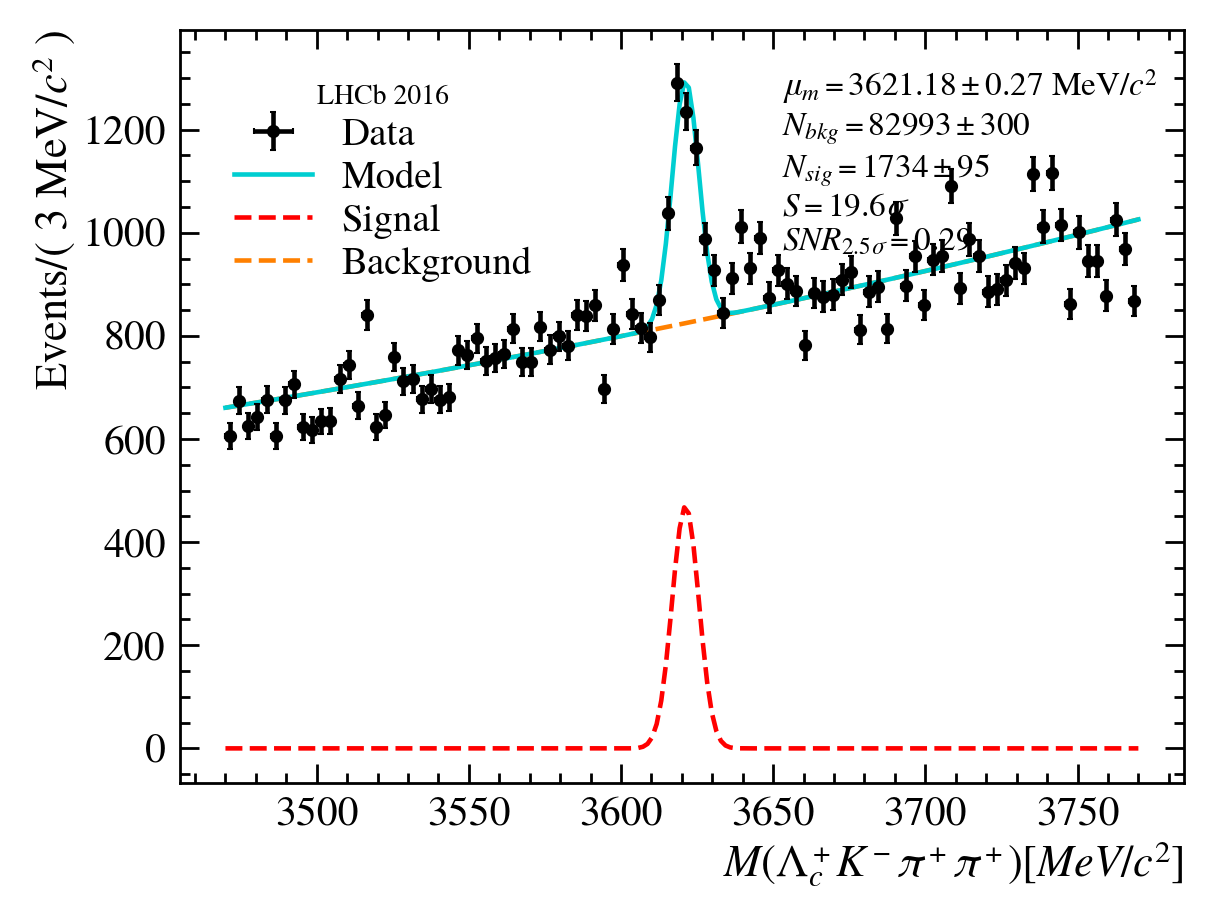 Events/( 3 MeV/c² )
1200
1000
800
600
400
200
0
LHCb 2016
Data
Model
Signal
Background
μₘ = 3621.18 ± 0.27 MeV/c²
N_bkg = 82993 ± 300
N_sig = 1734 ± 95
S = 19.6σ
SNR_2.5σ = 0.29
3500 3550 3600 3650 3700 3750
M(Λc⁺K⁻π⁺π⁺)[MeV/c²]